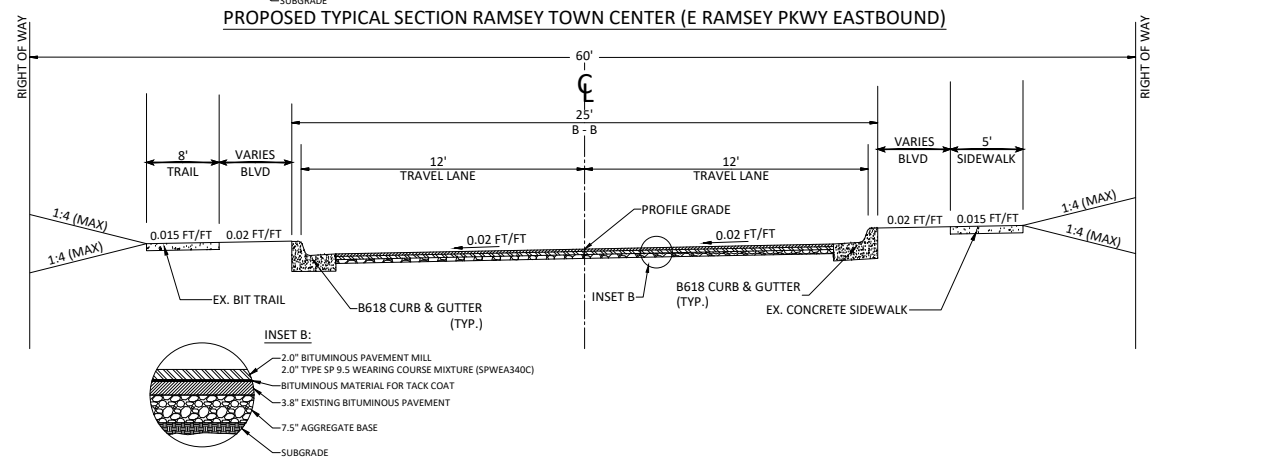 SUBGRADE
PROPOSED TYPICAL SECTION RAMSEY TOWN CENTER (E RAMSEY PKWY EASTBOUND)
RIGHT OF WAY
RIGHT OF WAY
60'
CL
25'
B - B
8'
TRAIL
VARIES
BLVD
12'
TRAVEL LANE
12'
TRAVEL LANE
VARIES
BLVD
5'
SIDEWALK
1:4 (MAX)
1:4 (MAX)
0.015 FT/FT
0.02 FT/FT
0.02 FT/FT
PROFILE GRADE
0.02 FT/FT
0.02 FT/FT
0.015 FT/FT
1:4 (MAX)
1:4 (MAX)
EX. BIT TRAIL
B618 CURB & GUTTER
(TYP.)
INSET B
B618 CURB & GUTTER
(TYP.)
EX. CONCRETE SIDEWALK
INSET B:
2.0" BITUMINOUS PAVEMENT MILL
2.0" TYPE SP 9.5 WEARING COURSE MIXTURE (SPWEA340C)
BITUMINOUS MATERIAL FOR TACK COAT
3.8" EXISTING BITUMINOUS PAVEMENT
7.5" AGGREGATE BASE
SUBGRADE